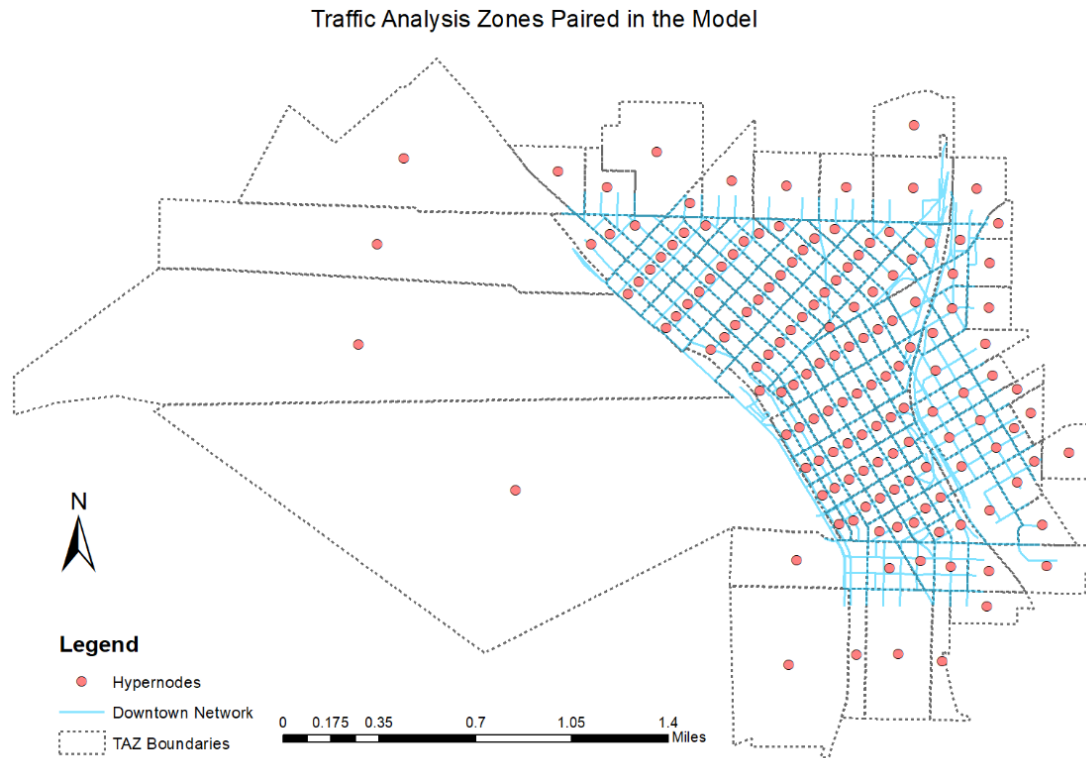 Traffic Analysis Zones Paired in the Model
N
Legend
Hypernodes
Downtown Network
TAZ Boundaries
0 0.175 0.35 0.7 1.05 1.4
Miles